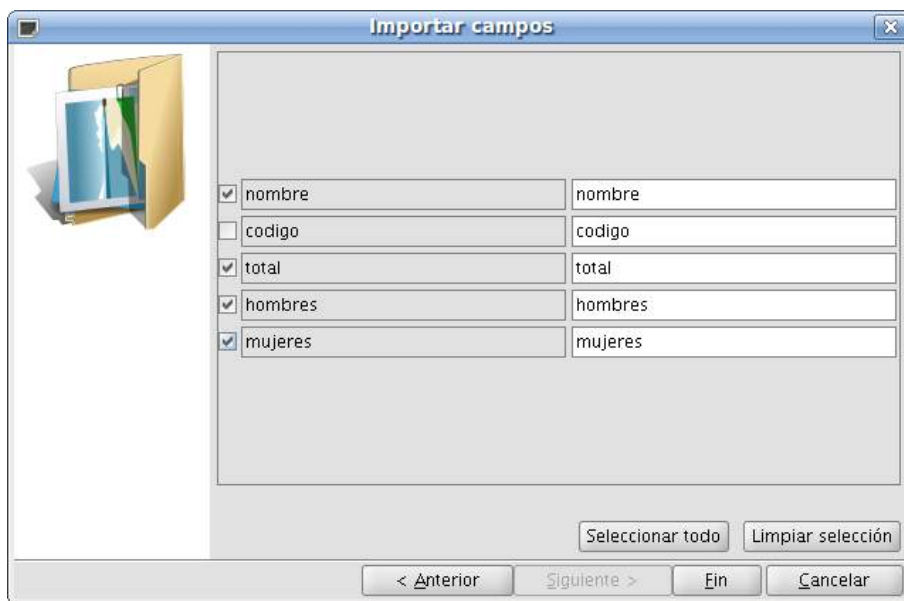 Importar campos
nombre nombre
codigo codigo
total total
hombres hombres
mujeres mujeres
Seleccionar todo Limpiar selección
< Anterior Siguiente > Fin Cancelar